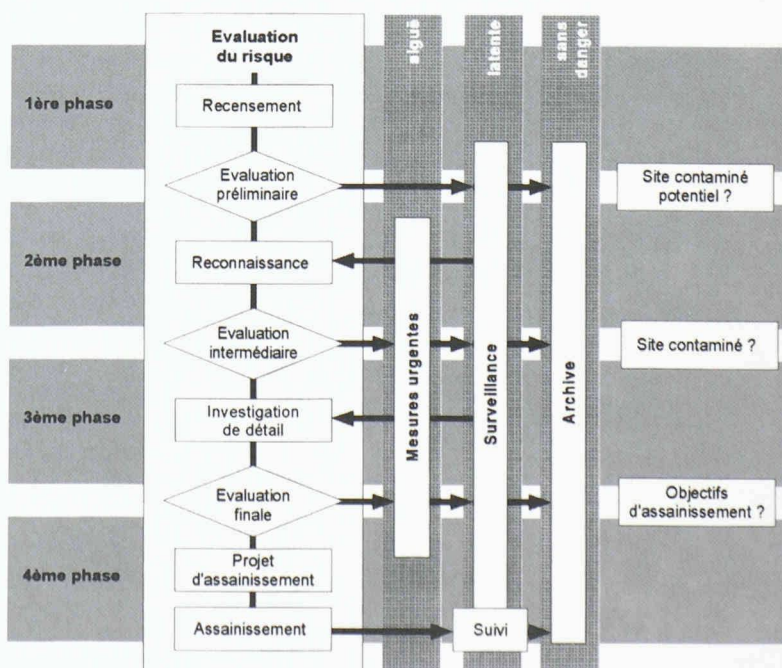 Evaluation
du risque
aiguë
latente
sans
danger
1ère phase
Recensement
Evaluation
préliminaire
Site contaminé
potentiel ?
2ème phase
Reconnaissance
Evaluation
intermédiaire
Mesures urgentes
Surveillance
Archive
Site contaminé ?
3ème phase
Investigation
de détail
Evaluation
finale
Objectifs
d'assainissement ?
4ème phase
Projet
d'assainissement
Assainissement
Suivi